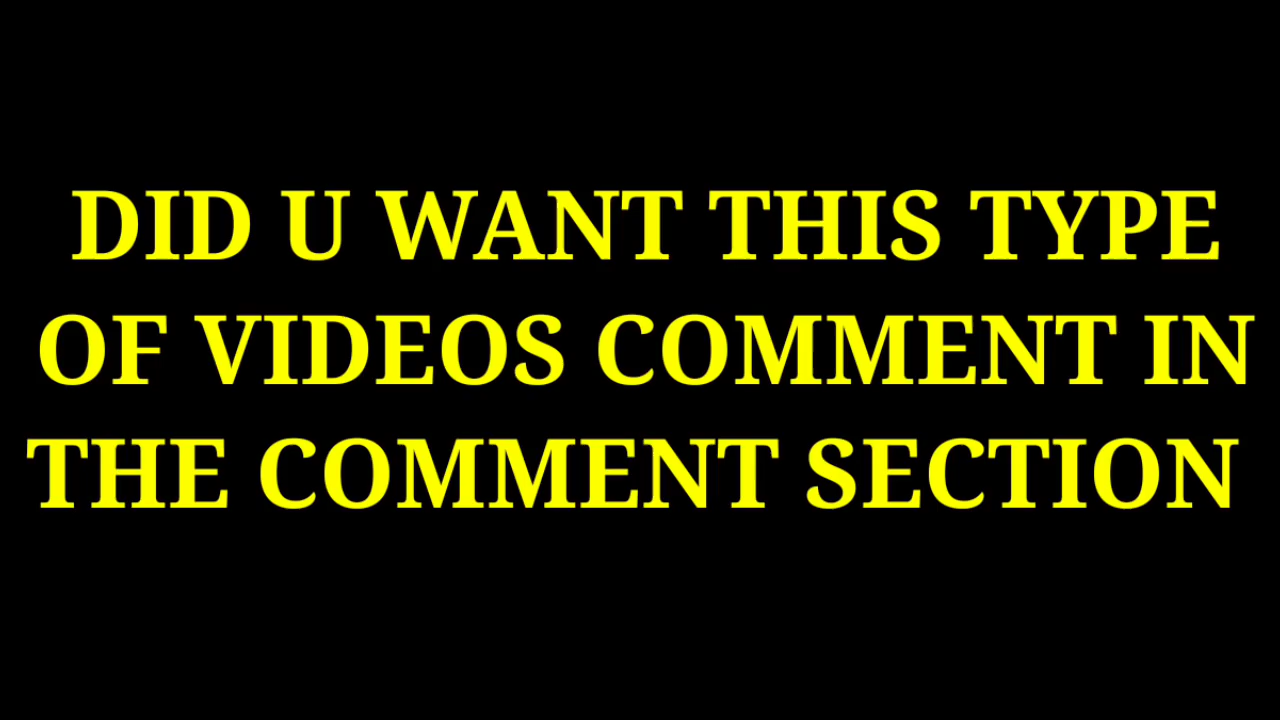 DID U WANT THIS TYPE
OF VIDEOS COMMENT IN
THE COMMENT SECTION